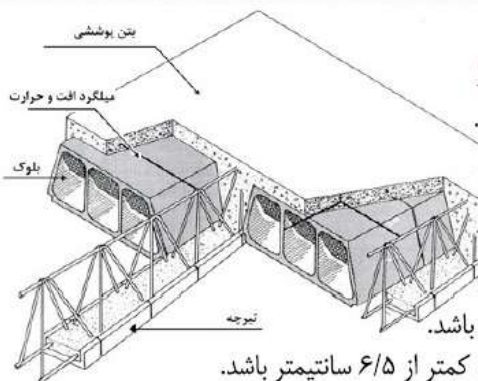 بتن پوششی
میلگرد افت و حرارت
بلوک
تیرچه
باشد.
کمتر از ۶/۵ سانتیمتر باشد.